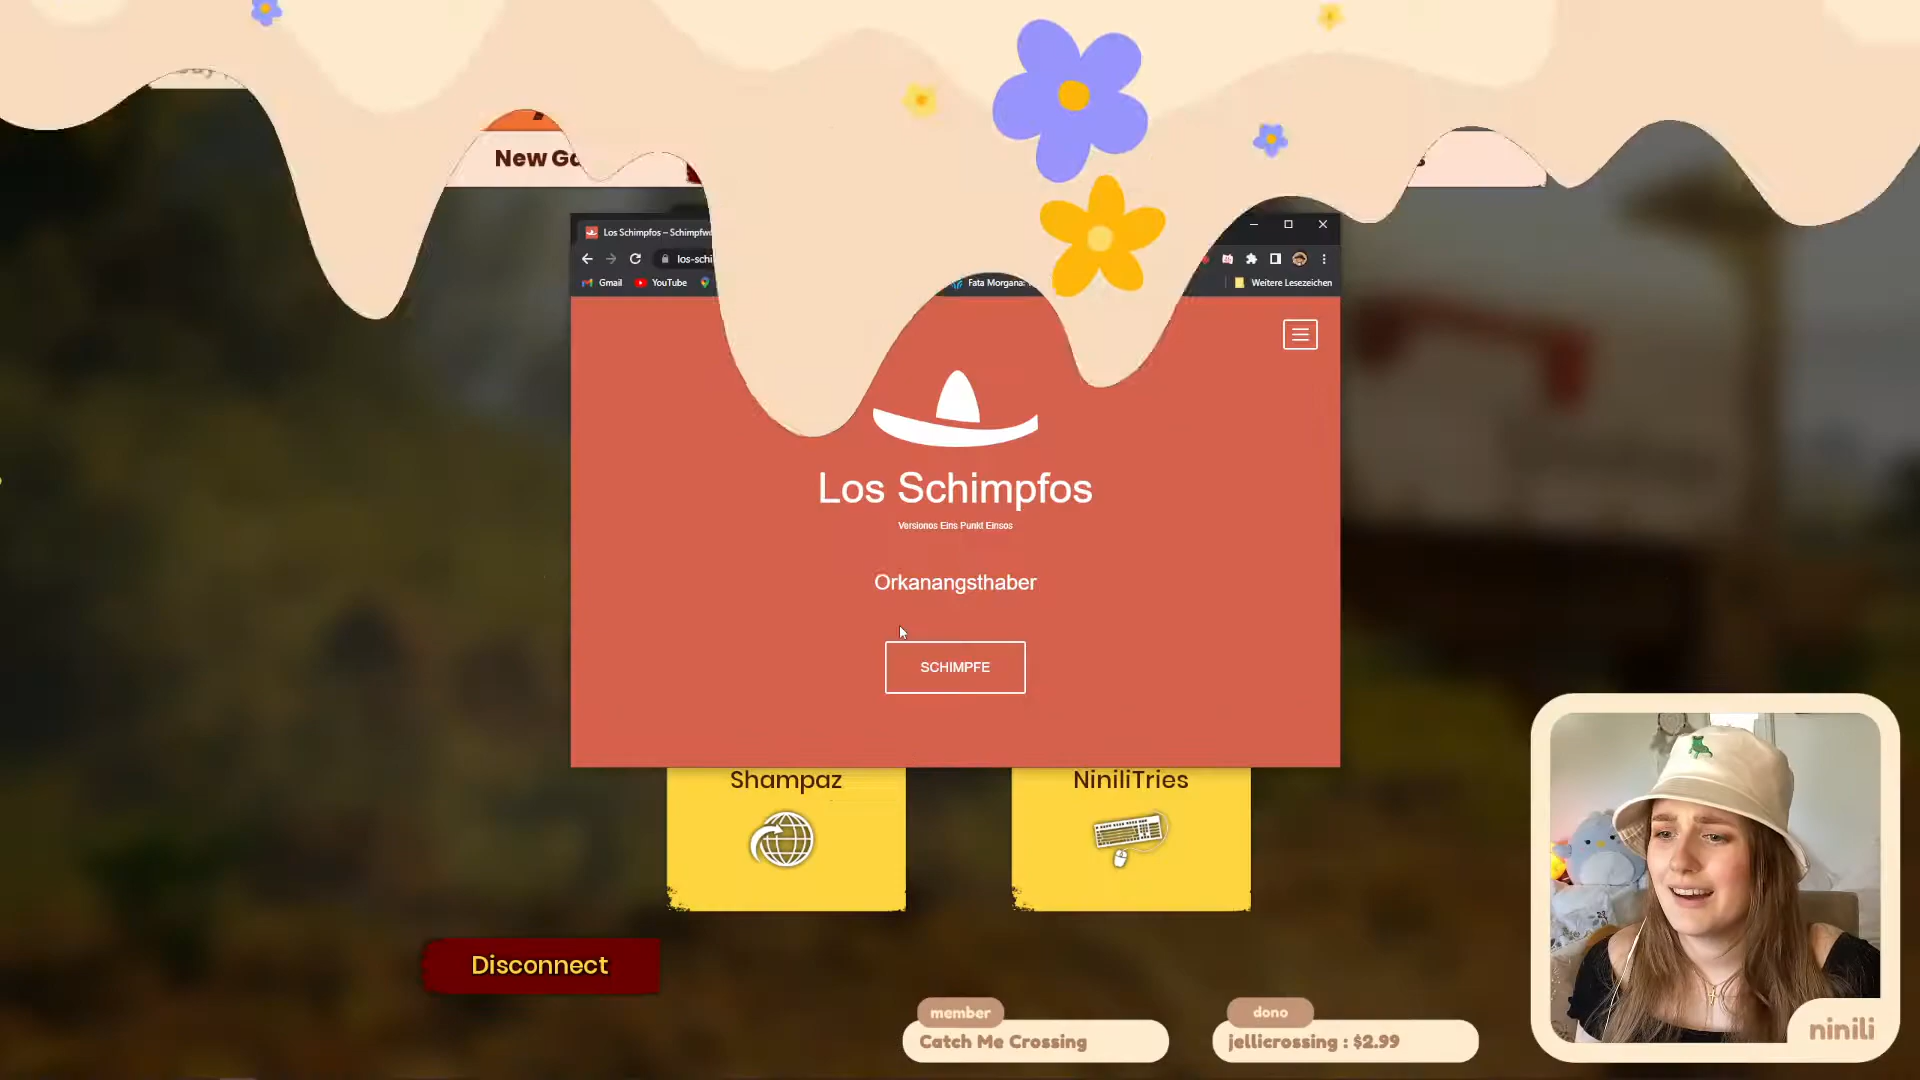 New Ga
Los Schimpfos – Schimpfw
los-schi
Gmail
YouTube
Fata Morgana:
Weitere Lesezeichen
Los Schimpfos
Versionos Eins Punkt Einsos
Orkanangsthaber
SCHIMPFE
Shampaz
NiniliTries
Disconnect
member
Catch Me Crossing
dono
jellicrossing : $2.99
ninili